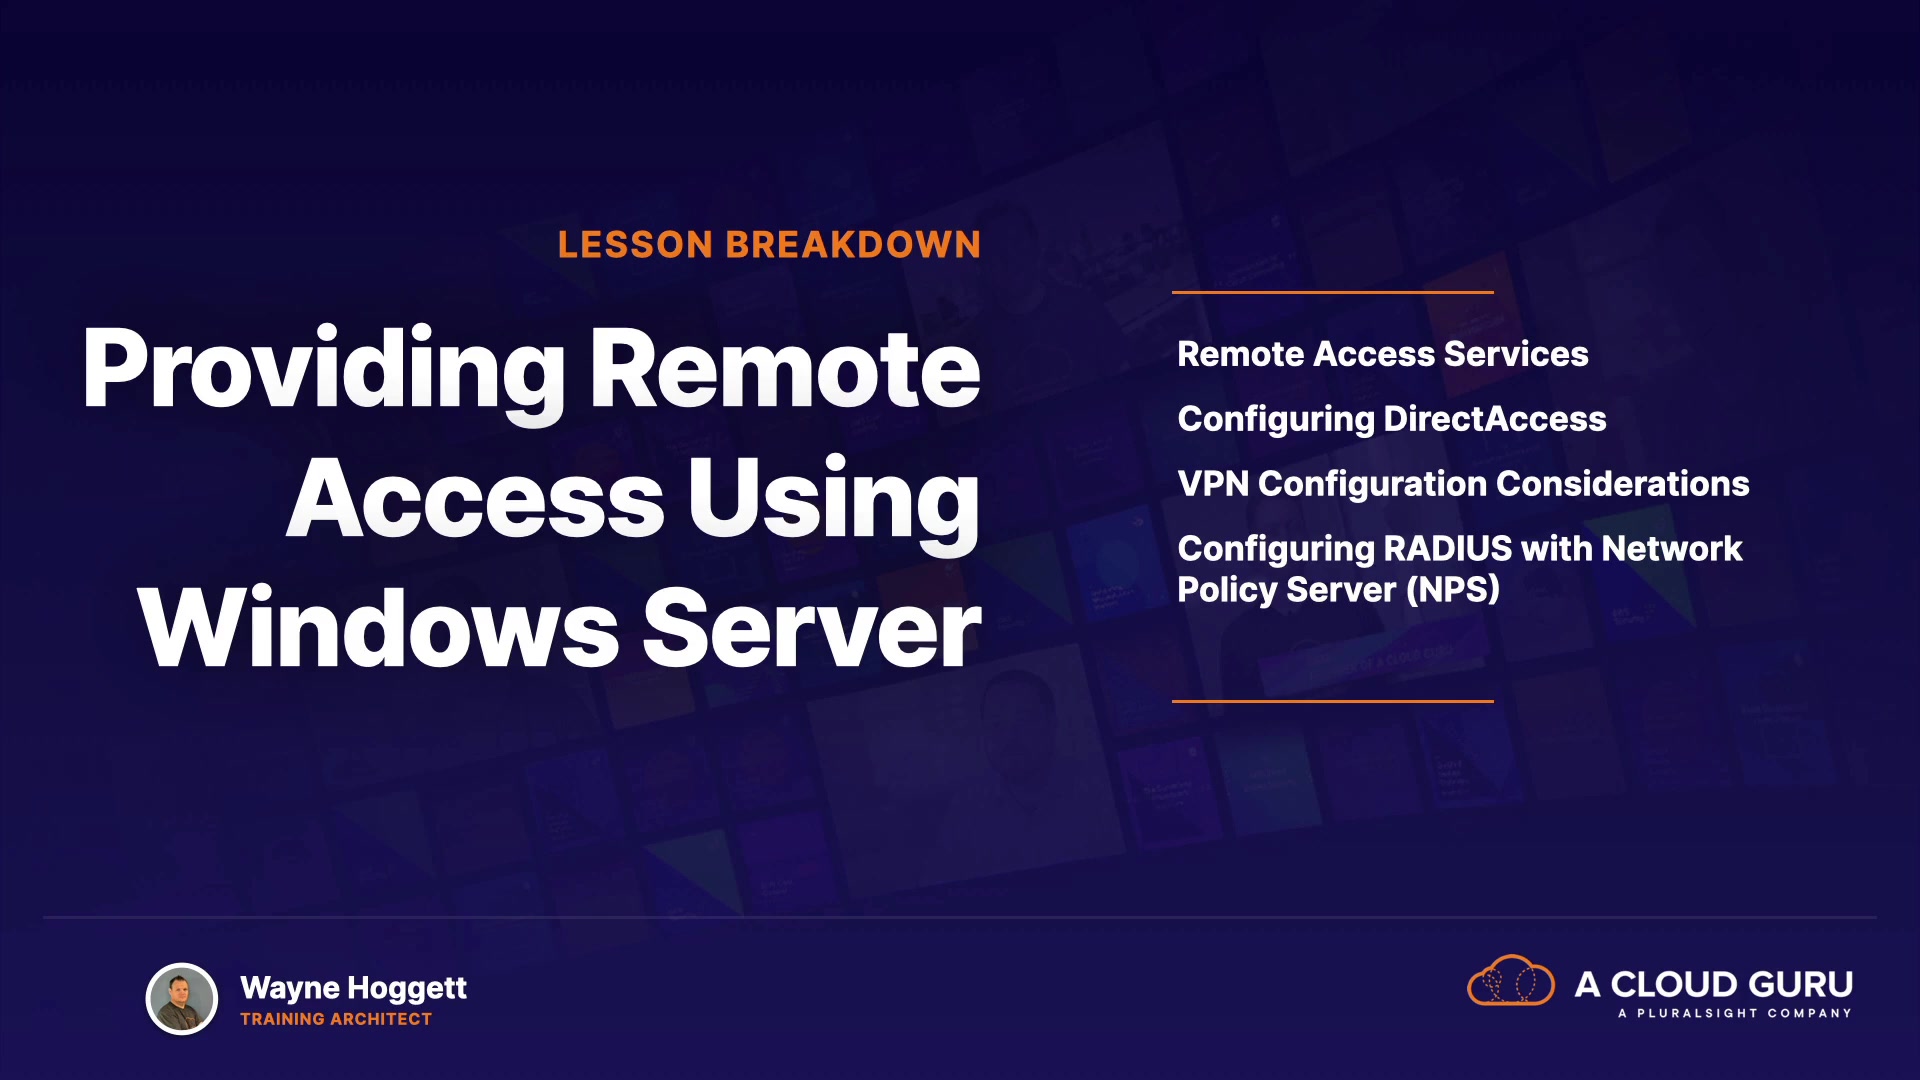 LESSON BREAKDOWN
Providing Remote
Access Using
Windows Server
Remote Access Services
Configuring DirectAccess
VPN Configuration Considerations
Configuring RADIUS with Network
Policy Server (NPS)
Wayne Hoggett
TRAINING ARCHITECT
A CLOUD GURU
A PLURALSIGHT COMPANY